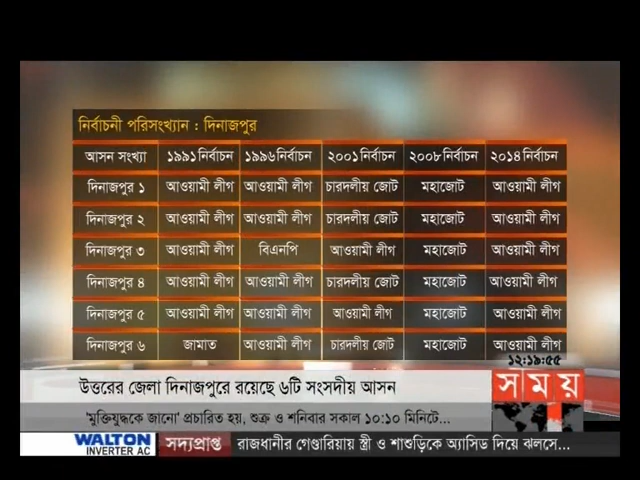 নির্বাচনী পরিসংখ্যান : দিনাজপুর
আসন সংখ্যা ১৯৯১নির্বাচন ১৯৯৬নির্বাচন ২০০১নির্বাচন ২০০৮নির্বাচন ২০১৪নির্বাচন
দিনাজপুর ১ আওয়ামী লীগ আওয়ামী লীগ চারদলীয় জোট মহাজোট আওয়ামী লীগ
দিনাজপুর ২ আওয়ামী লীগ আওয়ামী লীগ চারদলীয় জোট মহাজোট আওয়ামী লীগ
দিনাজপুর ৩ আওয়ামী লীগ বিএনপি আওয়ামী লীগ মহাজোট আওয়ামী লীগ
দিনাজপুর ৪ আওয়ামী লীগ আওয়ামী লীগ চারদলীয় জোট মহাজোট আওয়ামী লীগ
দিনাজপুর ৫ আওয়ামী লীগ আওয়ামী লীগ আওয়ামী লীগ মহাজোট আওয়ামী লীগ
দিনাজপুর ৬ জামাত আওয়ামী লীগ চারদলীয় জোট মহাজোট আওয়ামী লীগ
১২:১৯:৫৫
উত্তরের জেলা দিনাজপুরে রয়েছে ৬টি সংসদীয় আসন
সময়
'মুক্তিযুদ্ধকে জানো' প্রচারিত হয়, শুক্র ও শনিবার সকাল ১০:১০ মিনিটে...
WALTON
INVERTER AC
সদ্যপ্রাপ্ত রাজধানীর গেণ্ডারিয়ায় স্ত্রী ও শাশুড়িকে অ্যাসিড দিয়ে ঝলসে...